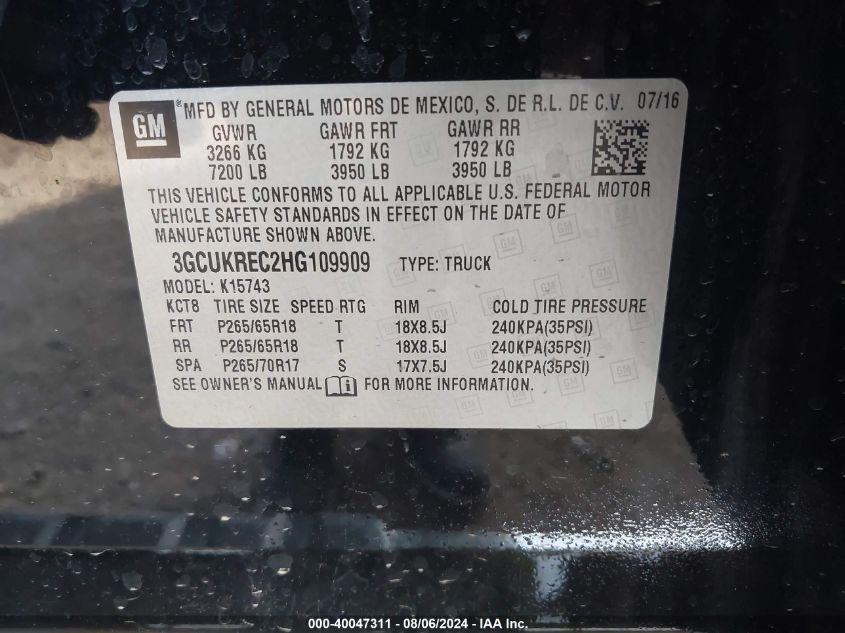 GM
® MFD BY GENERAL MOTORS DE MEXICO, S. DE R.L. DE C.V. 07/16
GVWR GAWR FRT GAWR RR
3266 KG 1792 KG 1792 KG
7200 LB 3950 LB 3950 LB
THIS VEHICLE CONFORMS TO ALL APPLICABLE U.S. FEDERAL MOTOR
VEHICLE SAFETY STANDARDS IN EFFECT ON THE DATE OF
MANUFACTURE SHOWN ABOVE.
3GCUKREC2HG109909 TYPE: TRUCK
MODEL: K15743
KCT8 TIRE SIZE SPEED RTG RIM COLD TIRE PRESSURE
FRT P265/65R18 T 18X8.5J 240KPA(35PSI)
RR P265/65R18 T 18X8.5J 240KPA(35PSI)
SPA P265/70R17 S 17X7.5J 240KPA(35PSI)
SEE OWNER'S MANUAL FOR MORE INFORMATION.
000-40047311 - 08/06/2024 - IAA Inc.